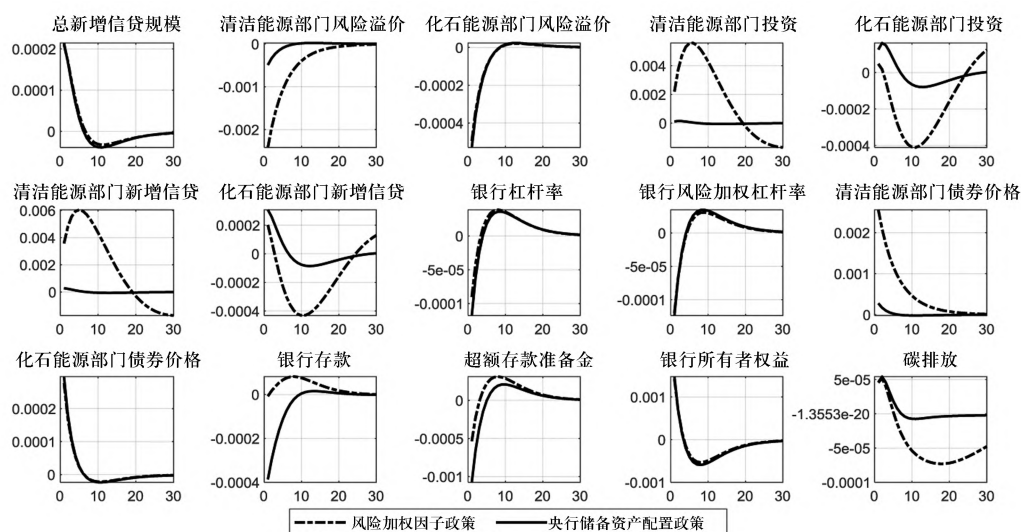 总新增信贷规模
0.0002
0.0001
0
0 10 20 30
清洁能源部门风险溢价
0
-0.001
-0.002
0 10 20 30
化石能源部门风险溢价
0
-0.0002
-0.0004
0 10 20 30
清洁能源部门投资
0.004
0.002
0
0 10 20 30
化石能源部门投资
0
-0.0002
-0.0004
0 10 20 30
清洁能源部门新增信贷
0.006
0.004
0.002
0
0 10 20 30
化石能源部门新增信贷
0.0002
0
-0.0002
-0.0004
0 10 20 30
银行杠杆率
0
-5e-05
-0.0001
0 10 20 30
银行风险加权杠杆率
0
-5e-05
-0.0001
0 10 20 30
清洁能源部门债券价格
0.002
0.001
0
0 10 20 30
化石能源部门债券价格
0.0002
0.0001
0
0 10 20 30
银行存款
0
-0.0002
-0.0004
0 10 20 30
超额存款准备金
0
-0.0005
-0.001
0 10 20 30
银行所有者权益
0.001
0
-0.001
0 10 20 30
碳排放
5e-05
-1.3553e-20
-5e-05
-0.0001
0 10 20 30
风险加权因子政策 央行储备资产配置政策